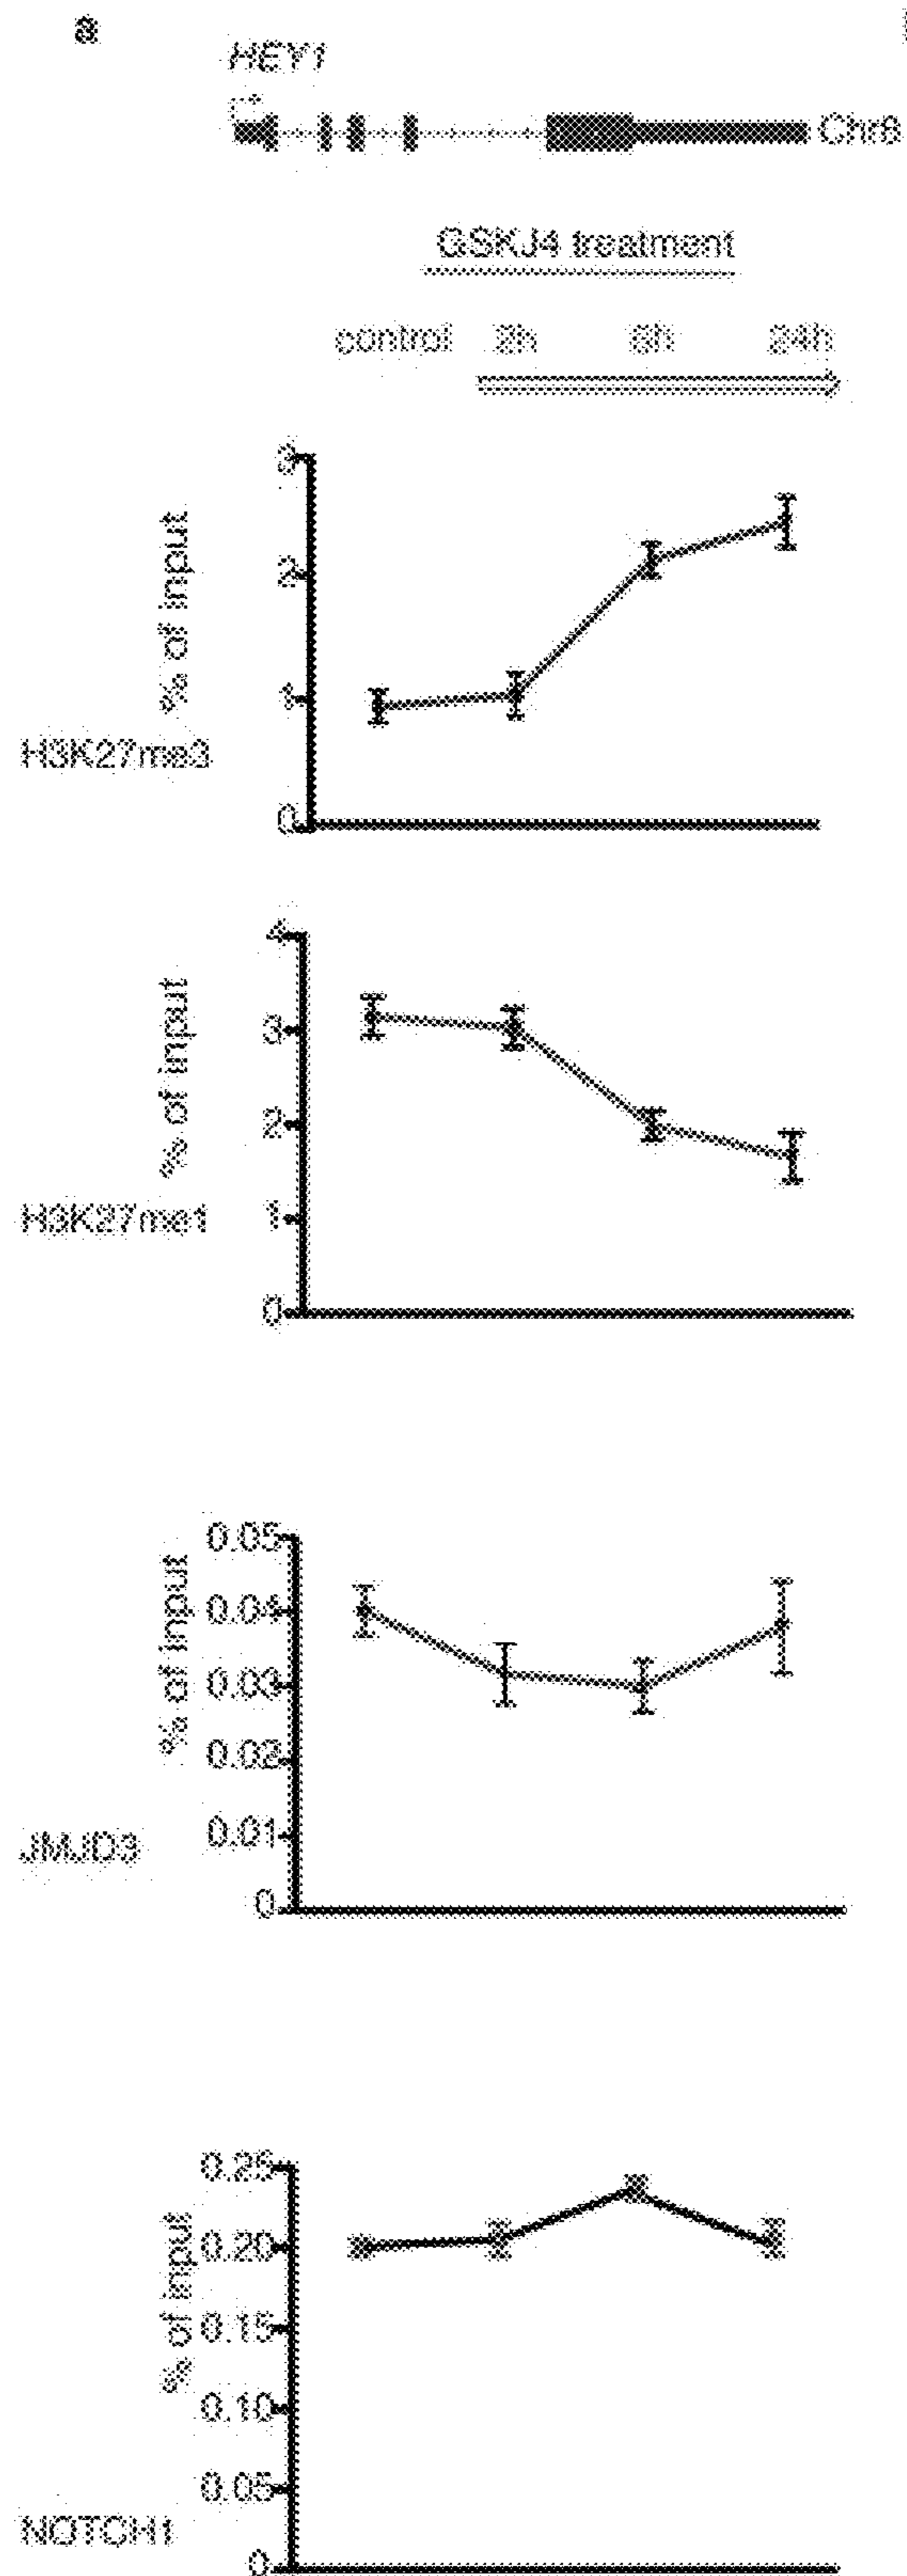 a
HEY1
Chr8
GSKJ4 treatment
control 2h 6h 24h
3
2
1
0
% of input
H3K27me3
4
3
2
1
0
% of input
H3K27me1
0.05
0.04
0.03
0.02
0.01
0
% of input
JMJD3
0.25
0.20
0.15
0.10
0.05
0
% of input
NOTCH1